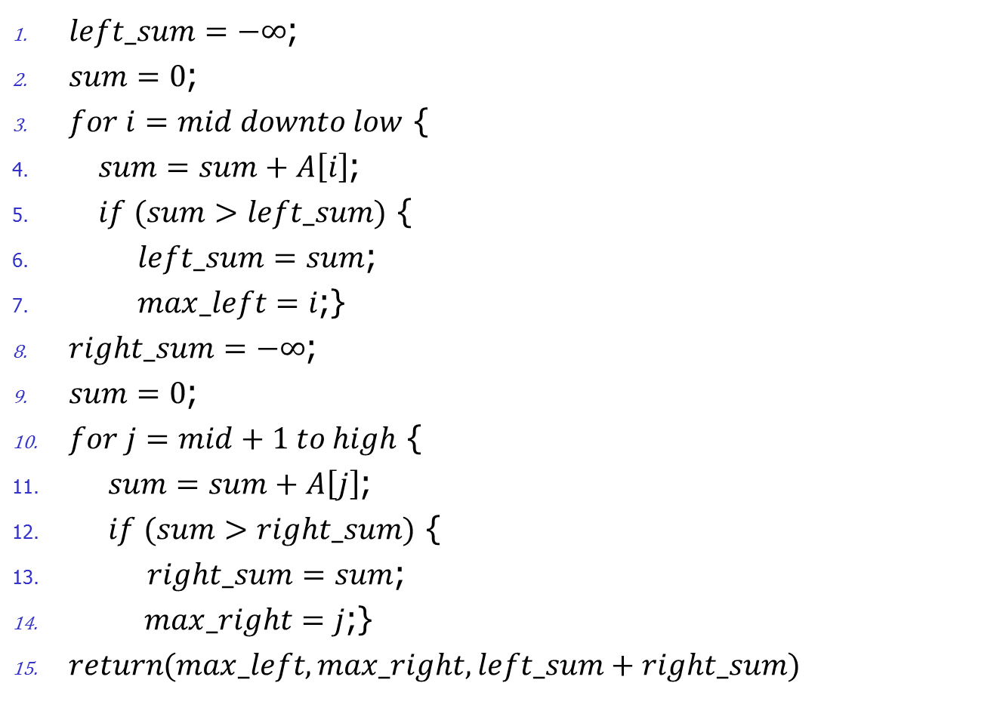 1. left_sum = −∞;
2. sum = 0;
3. for i = mid downto low {
4. sum = sum + A[i];
5. if (sum > left_sum) {
6. left_sum = sum;
7. max_left = i;}
8. right_sum = −∞;
9. sum = 0;
10. for j = mid + 1 to high {
11. sum = sum + A[j];
12. if (sum > right_sum) {
13. right_sum = sum;
14. max_right = j;}
15. return(max_left, max_right, left_sum + right_sum)